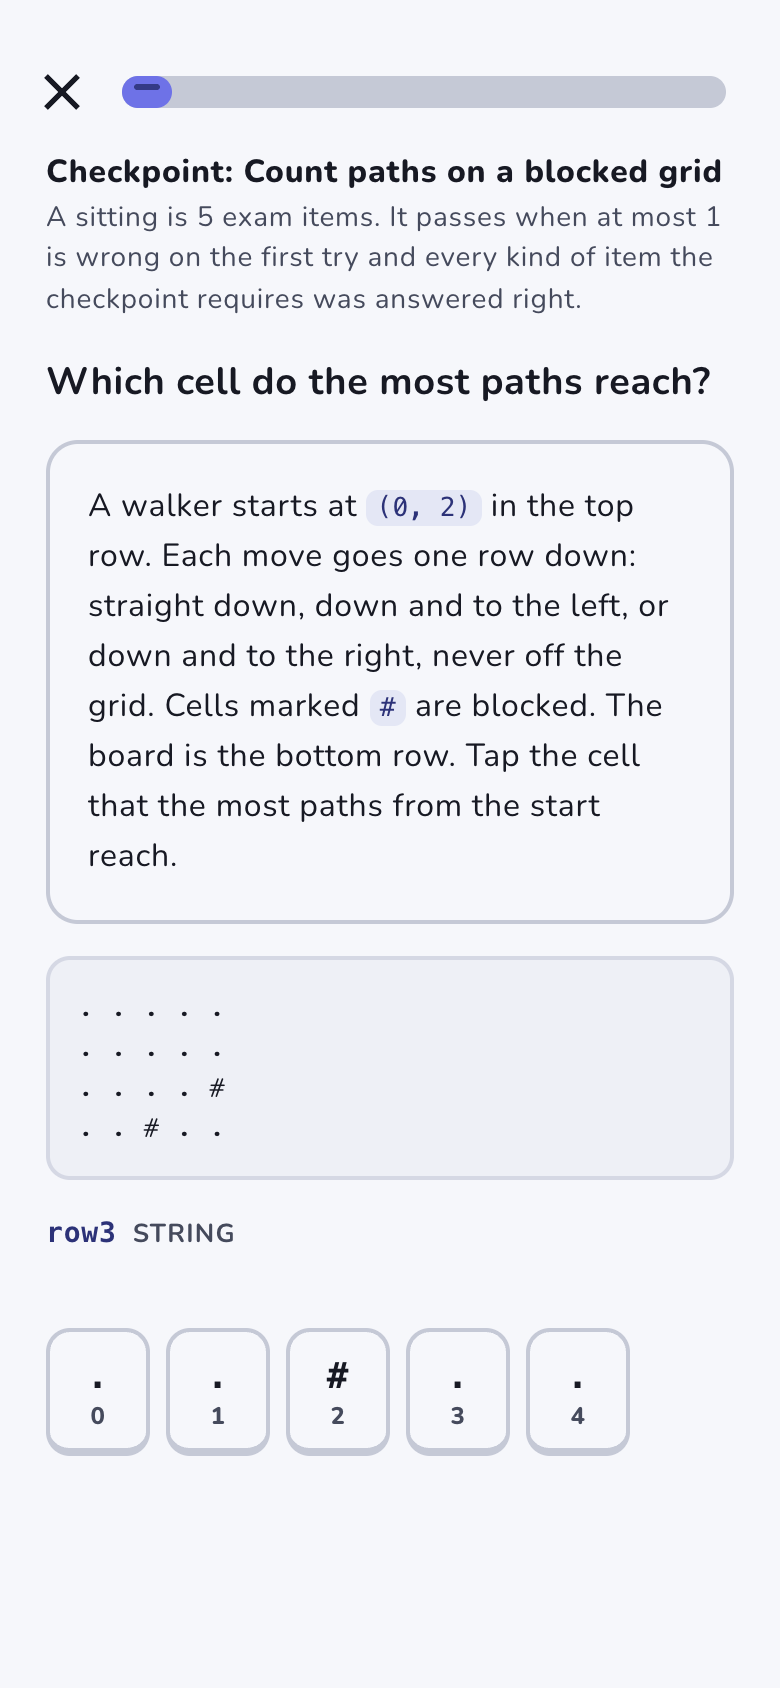 Checkpoint: Count paths on a blocked grid
A sitting is 5 exam items. It passes when at most 1
is wrong on the first try and every kind of item the
checkpoint requires was answered right.
Which cell do the most paths reach?
A walker starts at (0, 2) in the top
row. Each move goes one row down:
straight down, down and to the left, or
down and to the right, never off the
grid. Cells marked # are blocked. The
board is the bottom row. Tap the cell
that the most paths from the start
reach.
. . . . .
. . . . .
. . . . #
. . # . .
row3 STRING
. . # . .
0 1 2 3 4